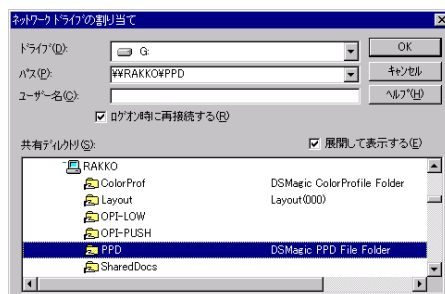 ネットワーク ドライブの割り当て
ドライブ(D):
G:
OK
パス(P):
¥¥RAKKO¥PPD
キャンセル
ユーザー名(C):
ヘルプ(H)
ログオン時に再接続する(R)
共有ディレクトリ(S):
展開して表示する(E)
RAKKO
ColorProf DSMagic ColorProfile Folder
Layout Layout(000)
OPI-LOW
OPI-PUSH
PPD DSMagic PPD File Folder
SharedDocs